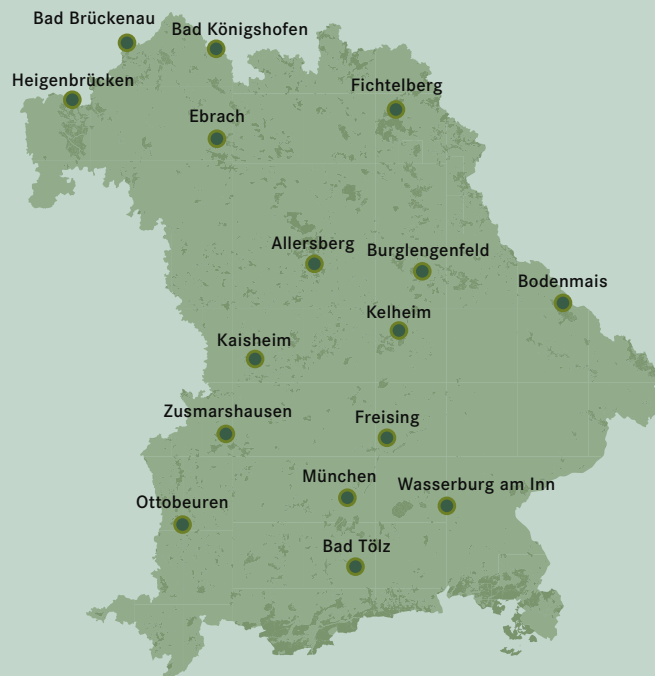 Bad Brückenau
Bad Königshofen
Heigenbrücken
Fichtelberg
Ebrach
Allersberg
Burglengenfeld
Bodenmais
Kelheim
Kaisheim
Zusmarshausen
Freising
München
Wasserburg am Inn
Ottobeuren
Bad Tölz